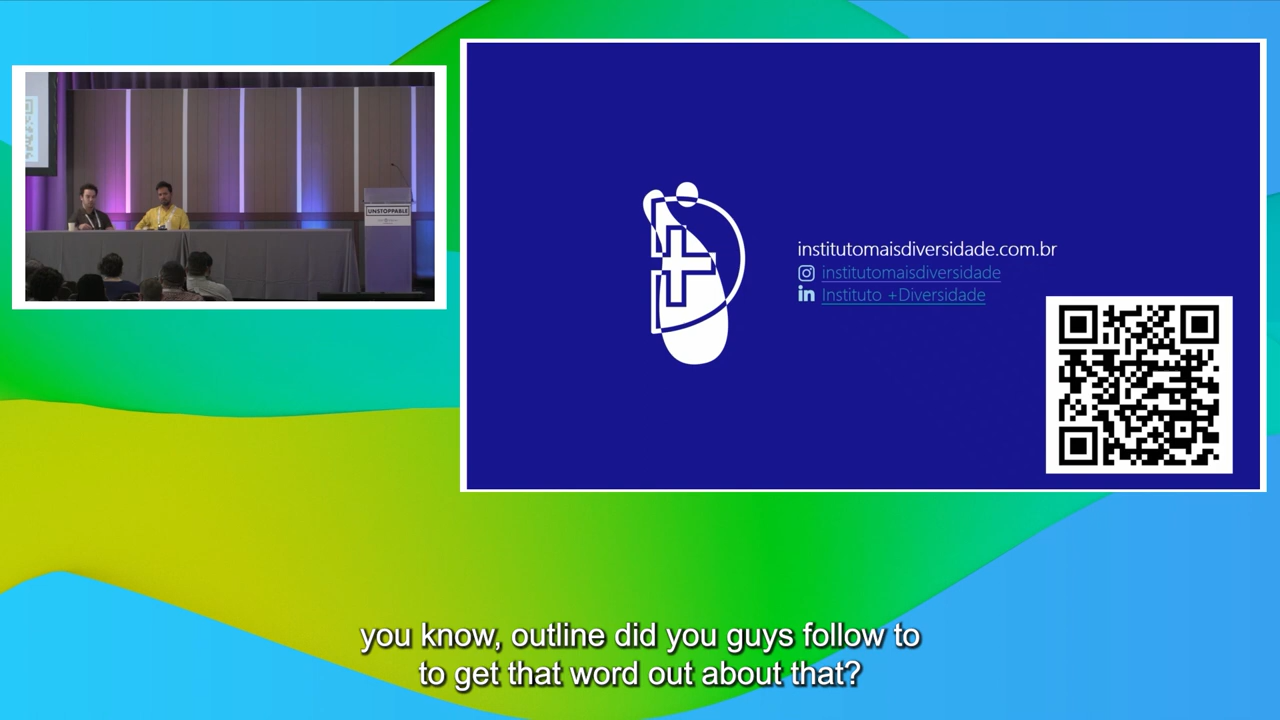 UNSTOPPABLE
institutomaisdiversidade.com.br
institutomaisdiversidade
Instituto +Diversidade
you know, outline did you guys follow to
to get that word out about that?